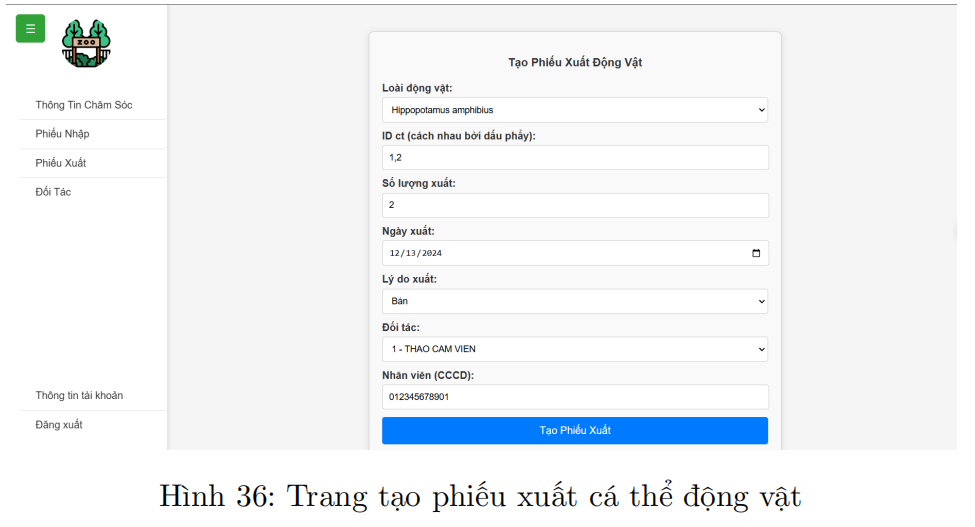 ☰
ZOO
Thông Tin Chăm Sóc
Phiếu Nhập
Phiếu Xuất
Đối Tác
Thông tin tài khoản
Đăng xuất
Tạo Phiếu Xuất Động Vật
Loài động vật:
Hippopotamus amphibius
ID ct (cách nhau bởi dấu phẩy):
1,2
Số lượng xuất:
2
Ngày xuất:
12/13/2024
Lý do xuất:
Bán
Đối tác:
1 - THAO CAM VIEN
Nhân viên (CCCD):
012345678901
Tạo Phiếu Xuất
Hình 36: Trang tạo phiếu xuất cá thể động vật